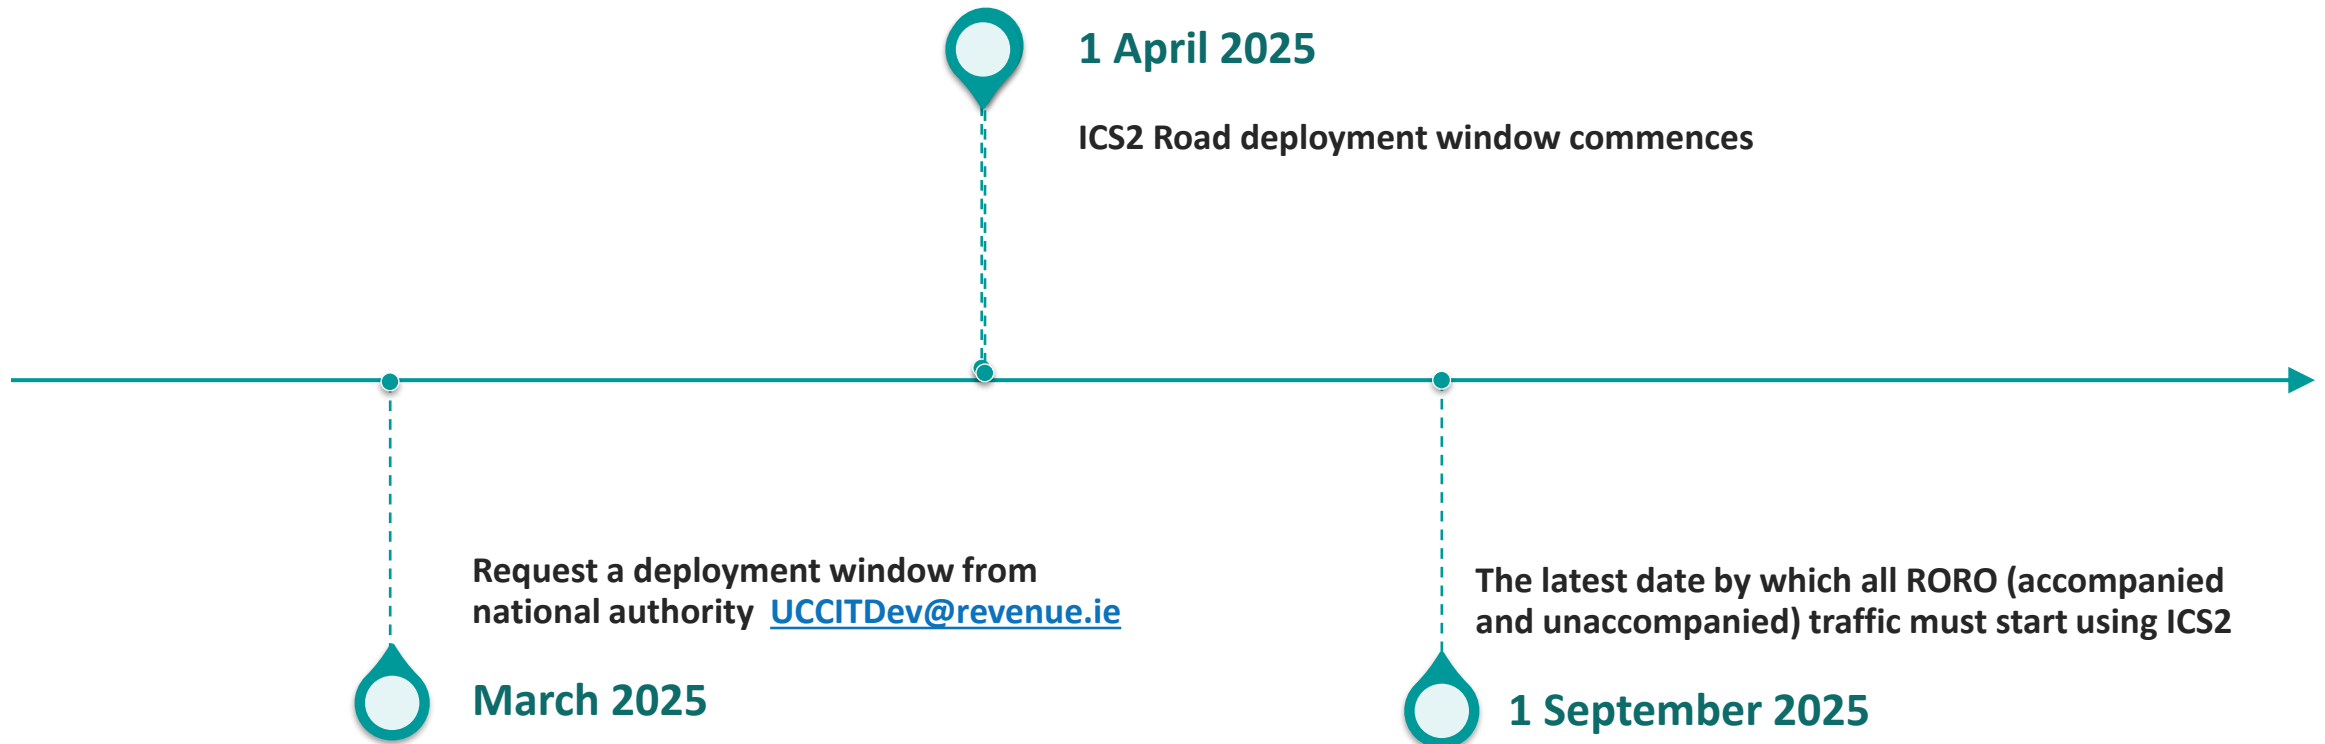 1 April 2025
ICS2 Road deployment window commences
Request a deployment window from
national authority UCCITDev@revenue.ie
March 2025
The latest date by which all RORO (accompanied
and unaccompanied) traffic must start using ICS2
1 September 2025